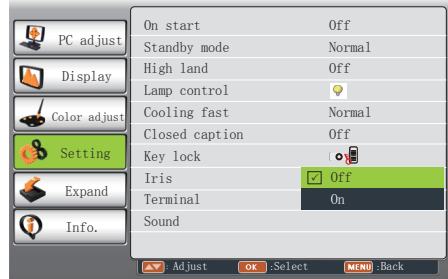 PC adjust
Display
Color adjust
Setting
Expand
Info.
On start Off
Standby mode Normal
High land Off
Lamp control
Cooling fast Normal
Closed caption Off
Key lock
Iris Off
Terminal On
Sound
: Adjust OK :Select MENU :Back